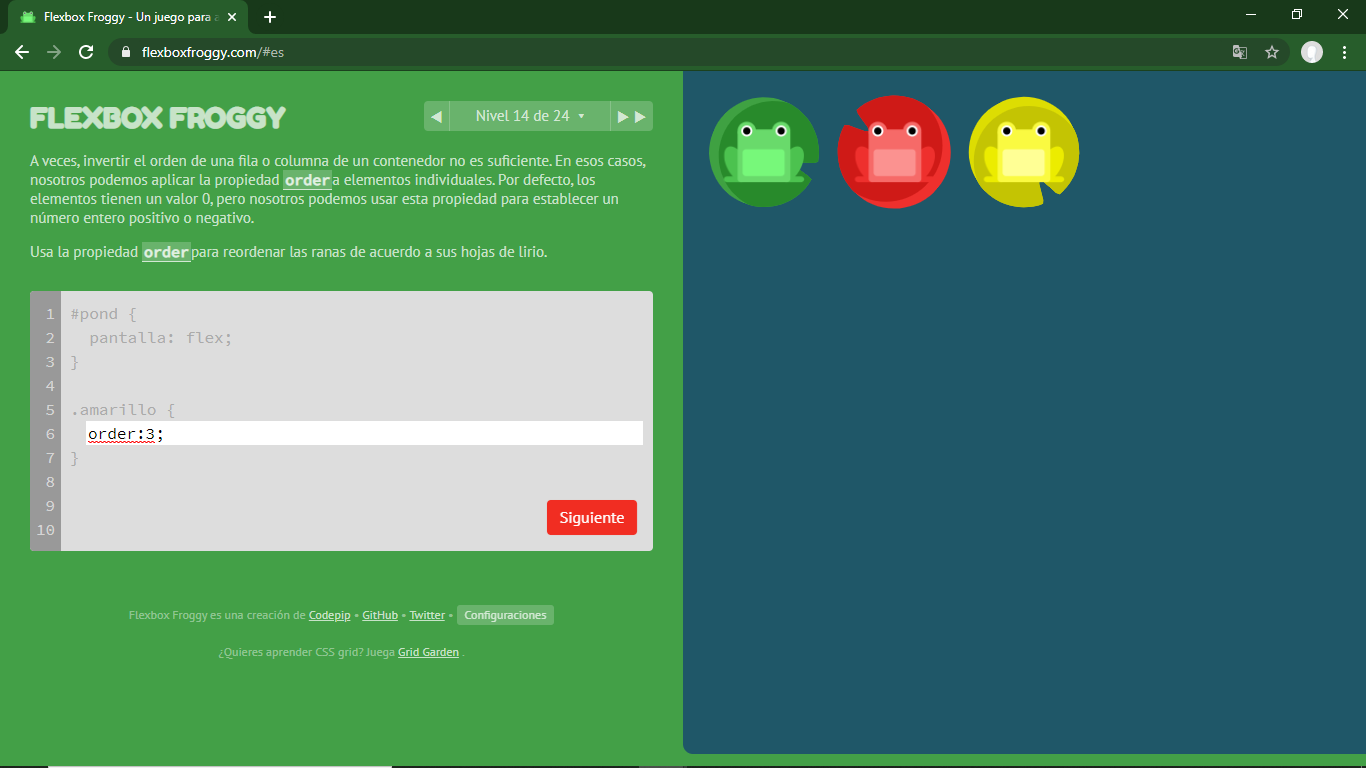 Flexbox Froggy - Un juego para a
flexboxfroggy.com/#es
FLEXBOX FROGGY
Nivel 14 de 24
A veces, invertir el orden de una fila o columna de un contenedor no es suficiente. En esos casos,
nosotros podemos aplicar la propiedad order a elementos individuales. Por defecto, los
elementos tienen un valor 0, pero nosotros podemos usar esta propiedad para establecer un
número entero positivo o negativo.
Usa la propiedad order para reordenar las ranas de acuerdo a sus hojas de lirio.
1 #pond {
2 pantalla: flex;
3 }
4
5 .amarillo {
6 order:3;
7 }
8
9
10
Siguiente
Flexbox Froggy es una creación de Codepip • GitHub • Twitter • Configuraciones
¿Quieres aprender CSS grid? Juega Grid Garden .